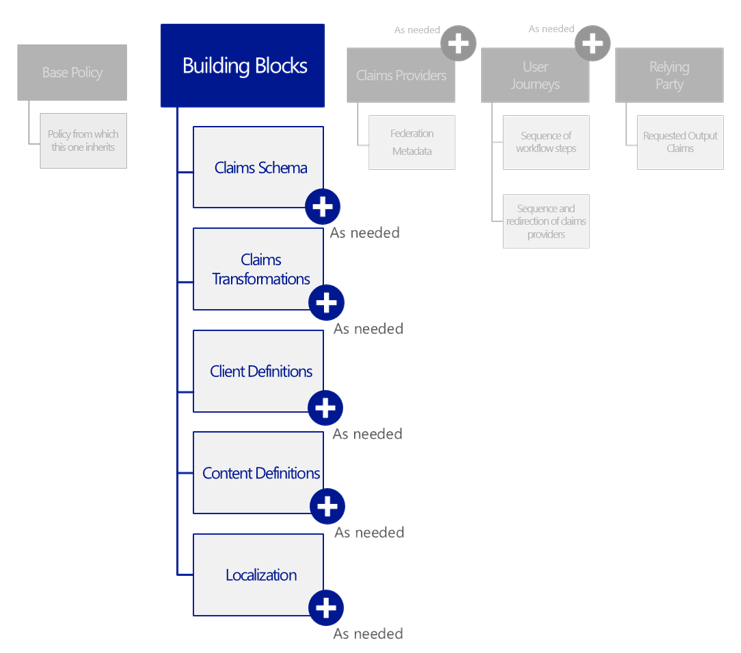 As needed
As needed
Base Policy
Building Blocks
Claims Providers
User
Journeys
Relying
Party
Policy from which
this one inherits
Federation
Metadata
Sequence of
workflow steps
Requested Output
Claims
Sequence and
redirection of claims
providers
Claims Schema
As needed
Claims
Transformations
As needed
Client Definitions
As needed
Content Definitions
As needed
Localization
As needed